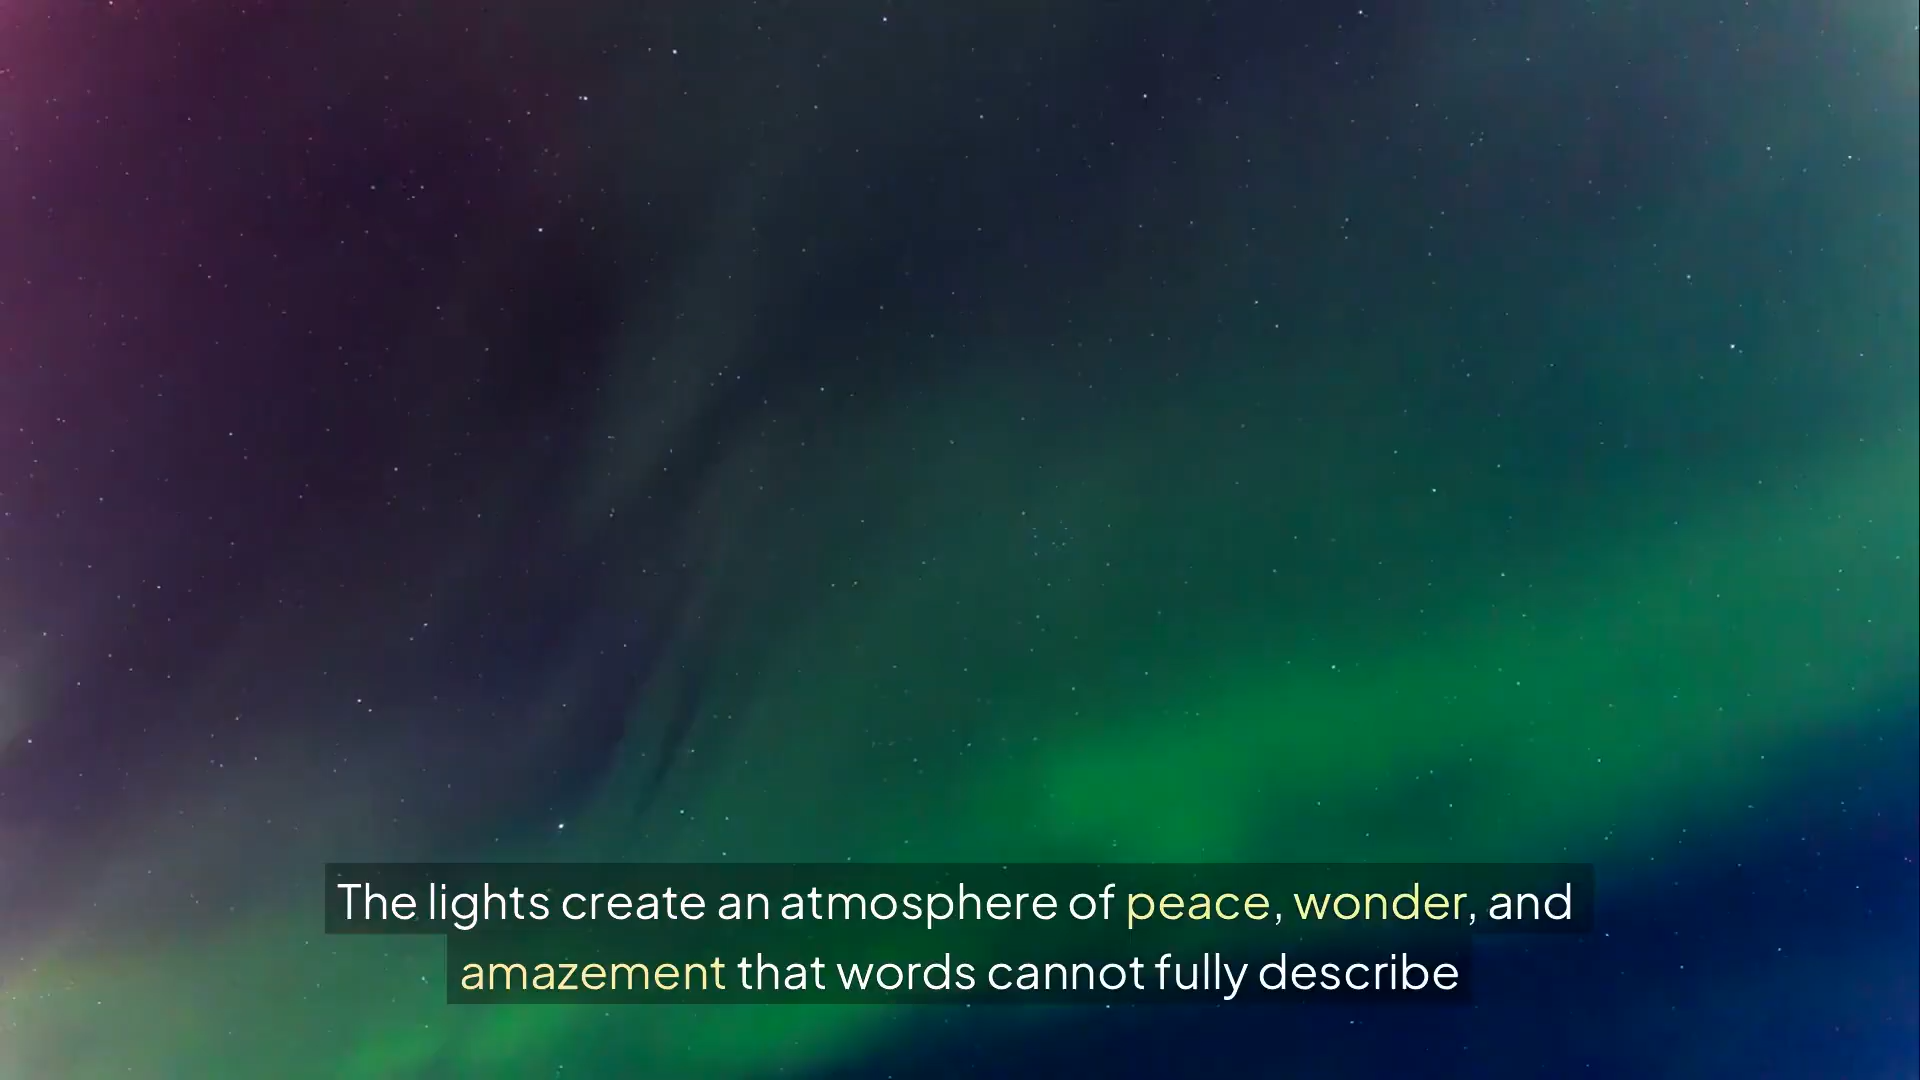 The lights create an atmosphere of peace, wonder, and
amazement that words cannot fully describe